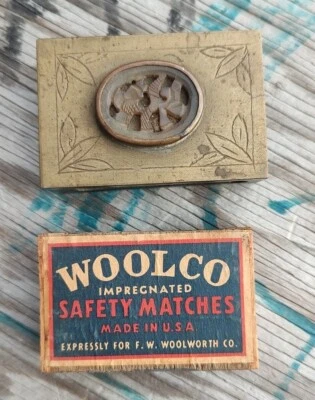 WOOLCO
IMPREGNATED
SAFETY MATCHES
MADE IN U.S.A
EXPRESSLY FOR F. W. WOOLWORTH CO.